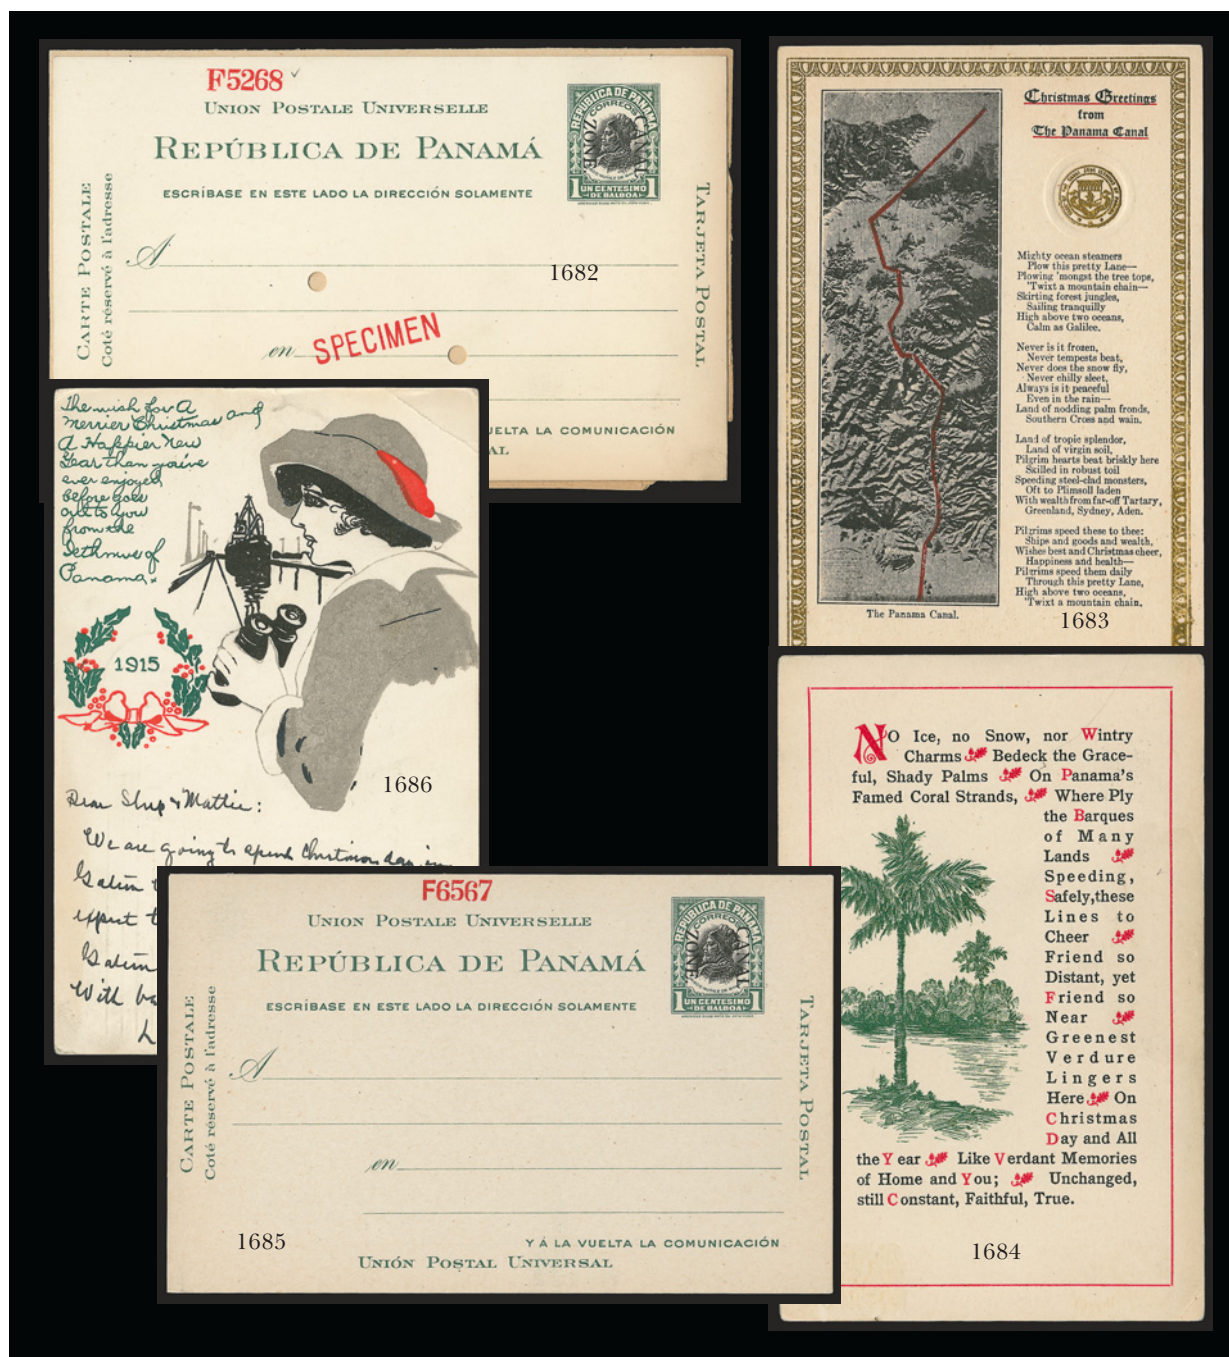 F5268
UNION POSTALE UNIVERSELLE
REPÚBLICA DE PANAMÁ
ESCRÍBASE EN ESTE LADO LA DIRECCIÓN SOLAMENTE
REPUBLICA DE PANAMA
CORREOS
CANAL
ZONE
1 UN CENTESIMO 1
DE BALBOA
CARTE POSTALE
Coté réservé à l'adresse
TARJETA POSTAL
A
1682
en
SPECIMEN
UELTA LA COMUNICACIÓN
AL
Christmas Greetings
from
The Panama Canal
Mighty ocean steamers
Plow this pretty Lane—
Plowing 'mongst the tree tops,
'Twixt a mountain chain—
Skirting forest jungles,
Sailing tranquilly
High above two oceans,
Calm as Galilee.
Never is it frozen,
Never tempests beat,
Never does the snow fly,
Never chilly sleet,
Always is it peaceful
Even in the rain—
Land of nodding palm fronds,
Southern Cross and wain.
Land of tropic splendor,
Land of virgin soil,
Pilgrim hearts beat briskly here
Skilled in robust toil
Speeding steel-clad monsters,
Oft to Plimsoll laden
With wealth from far-off Tartary,
Greenland, Sydney, Aden.
Pilgrims speed these to thee:
Ships and goods and wealth,
Wishes best and Christmas cheer,
Happiness and health—
Pilgrims speed them daily
Through this pretty Lane,
High above two oceans,
'Twixt a mountain chain.
The Panama Canal.
1683
The wish for A
Merrier Christmas and
A Happier New
Year than you've
ever enjoyed
before goes
out to you
from the
Isthmus of
Panama.
1915
1686
Dear Shep & Mattie:
We are going to spend Christmas day in
Gatun t
expect t
Gatun
With
L
NO Ice, no Snow, nor Wintry
Charms Bedeck the Grace-
ful, Shady Palms On Panama's
Famed Coral Strands, Where Ply
the Barques
of Many
Lands
Speeding,
Safely,these
Lines to
Cheer
Friend so
Distant, yet
Friend so
Near
Greenest
Verdure
Lingers
Here On
Christmas
Day and All
the Year Like Verdant Memories
of Home and You; Unchanged,
still Constant, Faithful, True.
1684
F6567
UNION POSTALE UNIVERSELLE
REPÚBLICA DE PANAMÁ
ESCRÍBASE EN ESTE LADO LA DIRECCIÓN SOLAMENTE
REPUBLICA DE PANAMA
CORREOS
CANAL
ZONE
1 UN CENTESIMO 1
DE BALBOA
CARTE POSTALE
Coté réservé à l'adresse
TARJETA POSTAL
A
en
1685
Y Á LA VUELTA LA COMUNICACIÓN
UNIÓN POSTAL UNIVERSAL